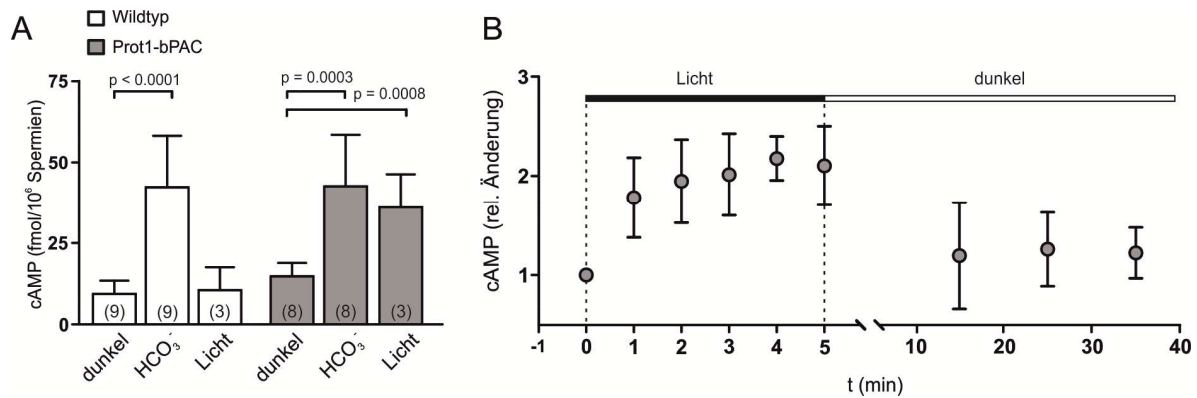 A
Wildtyp
Prot1-bPAC
p < 0.0001
p = 0.0003
p = 0.0008
cAMP (fmol/10⁶ Spermien)
75
50
25
0
(9)
(9)
(3)
(8)
(8)
(3)
dunkel
HCO₃⁻
Licht
dunkel
HCO₃⁻
Licht
B
Licht
dunkel
cAMP (rel. Änderung)
3
2
1
-1 0 1 2 3 4 5 10 20 30 40
t (min)